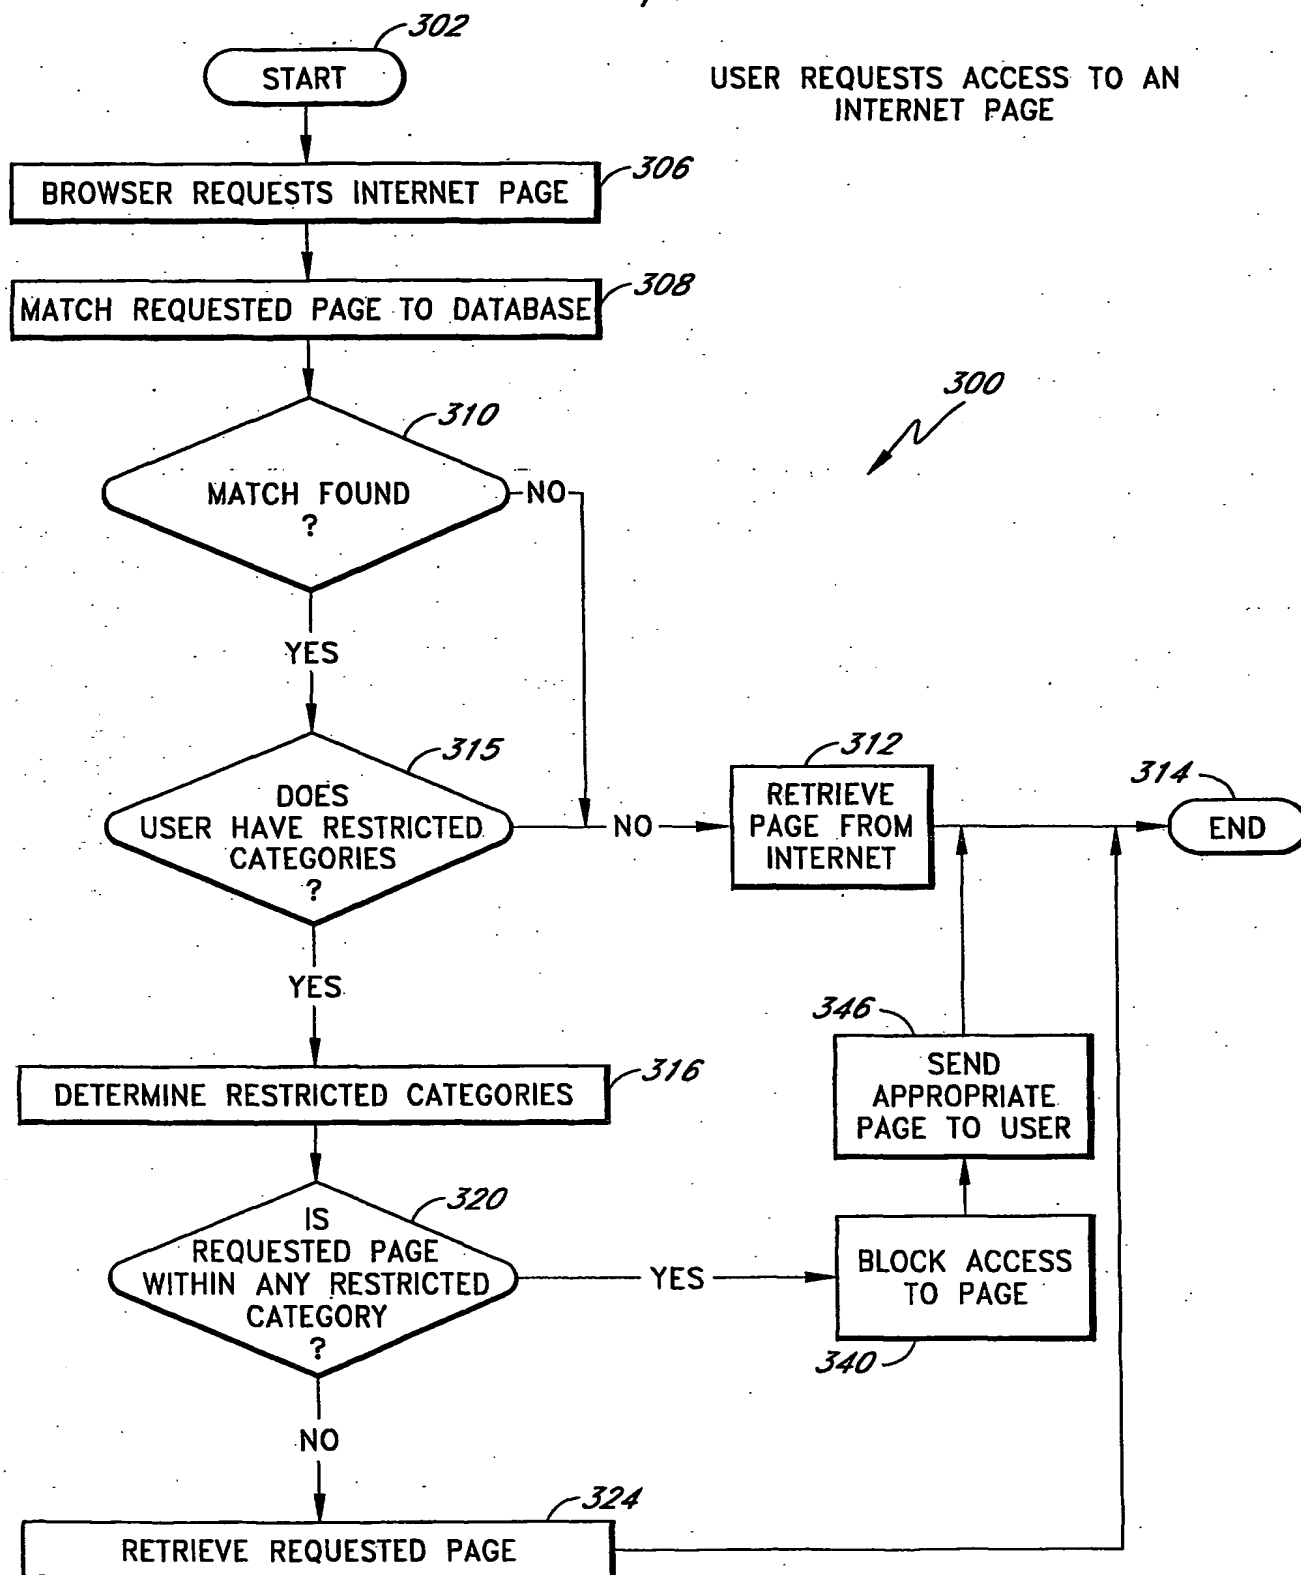 302
START
USER REQUESTS ACCESS TO AN
INTERNET PAGE
306
BROWSER REQUESTS INTERNET PAGE
308
MATCH REQUESTED PAGE TO DATABASE
300
310
MATCH FOUND
?
NO
YES
315
DOES
USER HAVE RESTRICTED
CATEGORIES
?
NO
312
RETRIEVE
PAGE FROM
INTERNET
314
END
YES
316
DETERMINE RESTRICTED CATEGORIES
346
SEND
APPROPRIATE
PAGE TO USER
320
IS
REQUESTED PAGE
WITHIN ANY RESTRICTED
CATEGORY
?
YES
BLOCK ACCESS
TO PAGE
340
NO
324
RETRIEVE REQUESTED PAGE